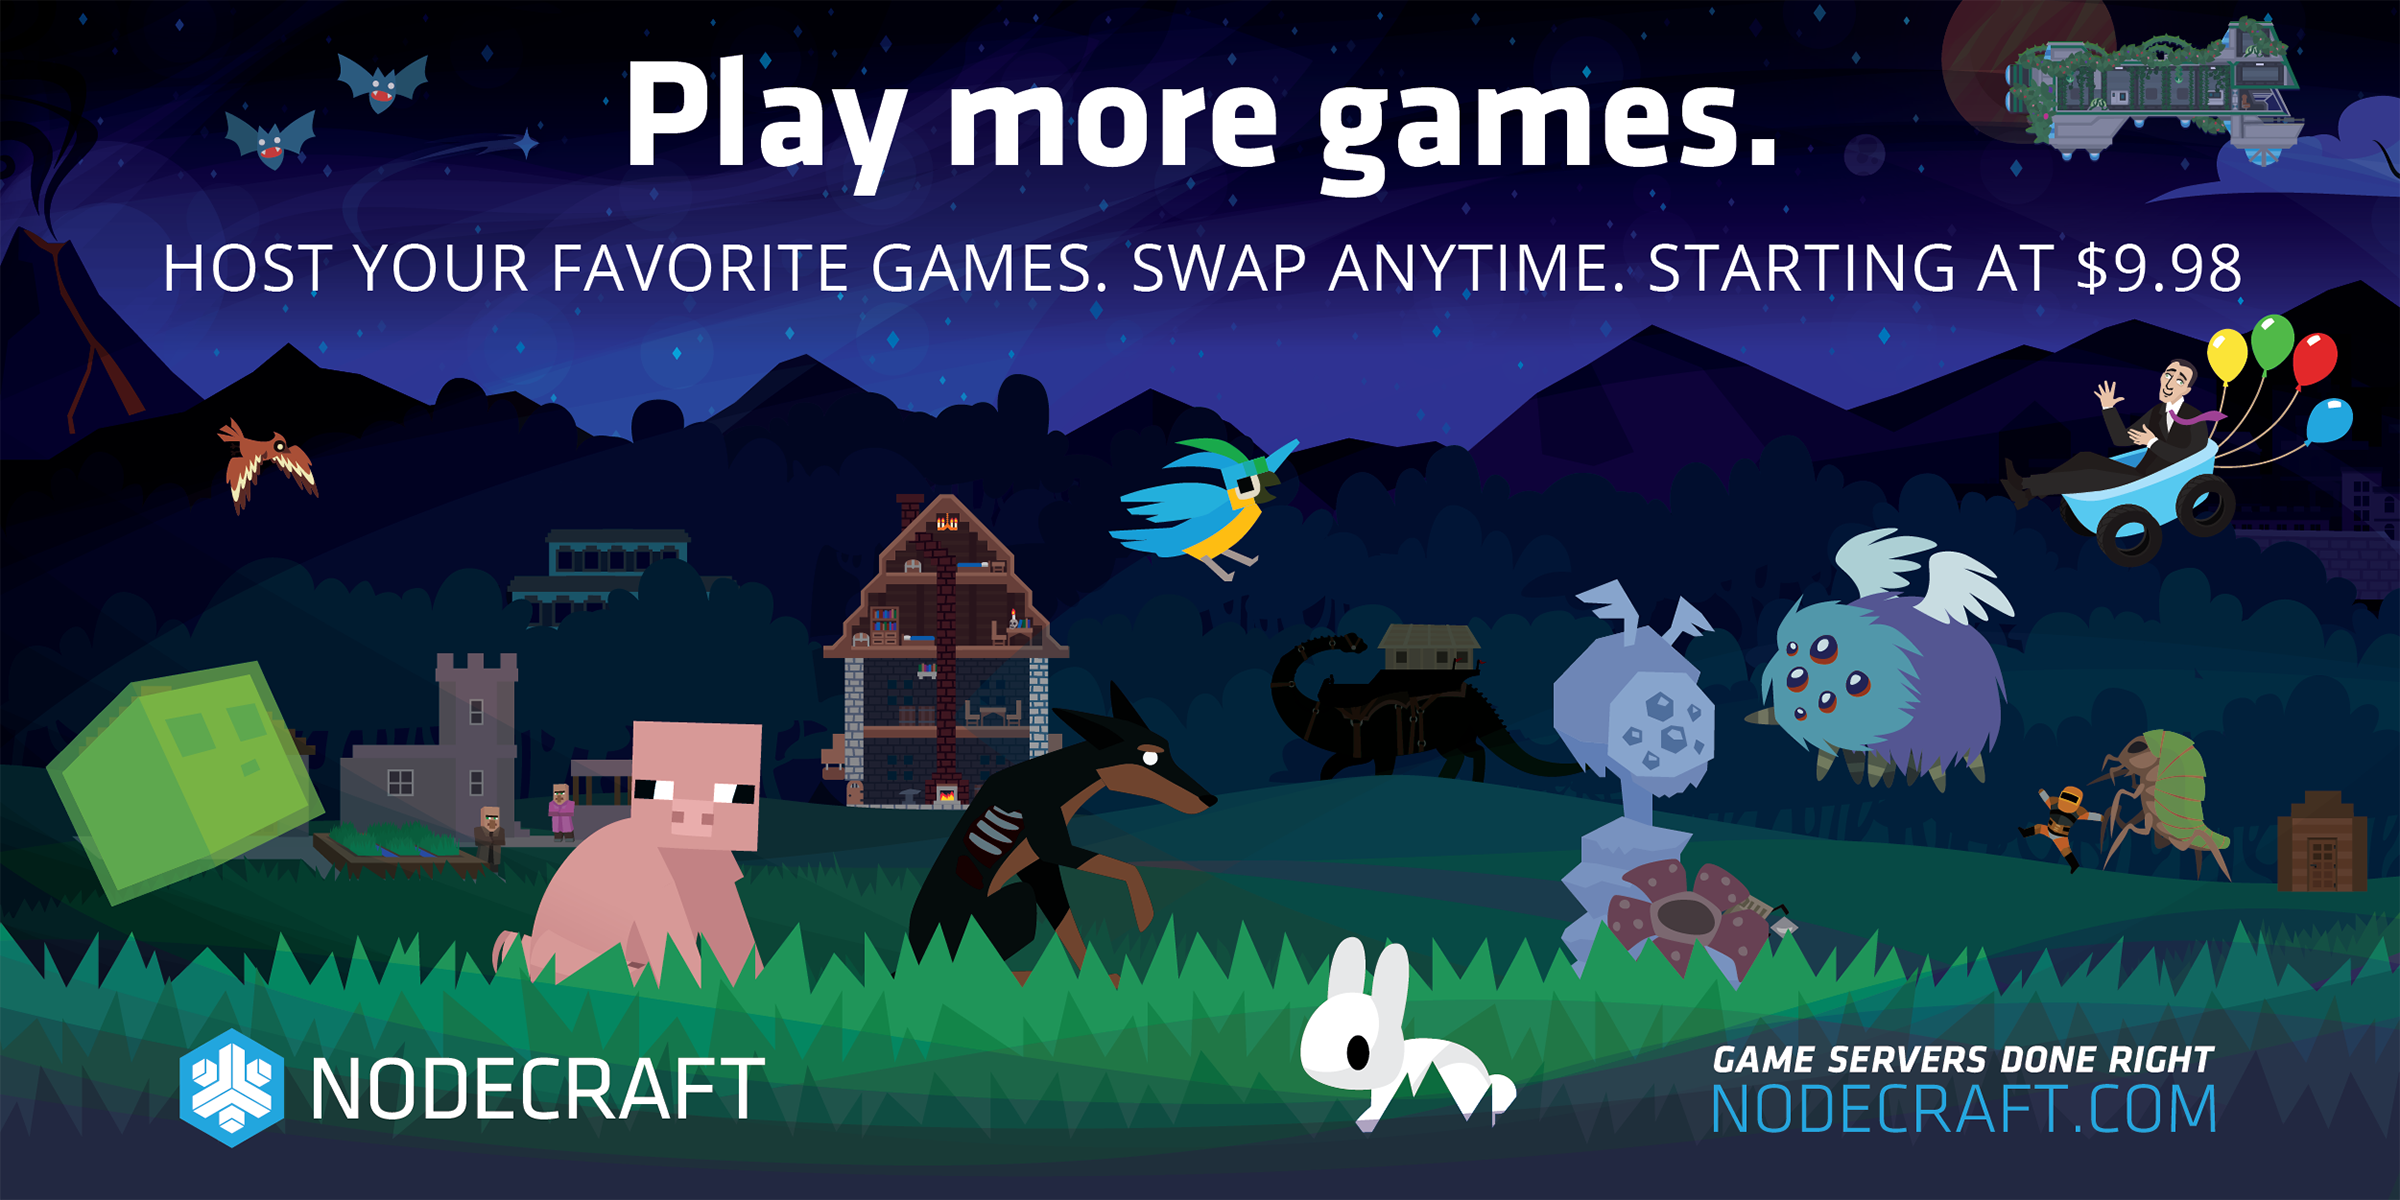 Play more games.
HOST YOUR FAVORITE GAMES. SWAP ANYTIME. STARTING AT $9.98
NODECRAFT
GAME SERVERS DONE RIGHT
NODECRAFT.COM